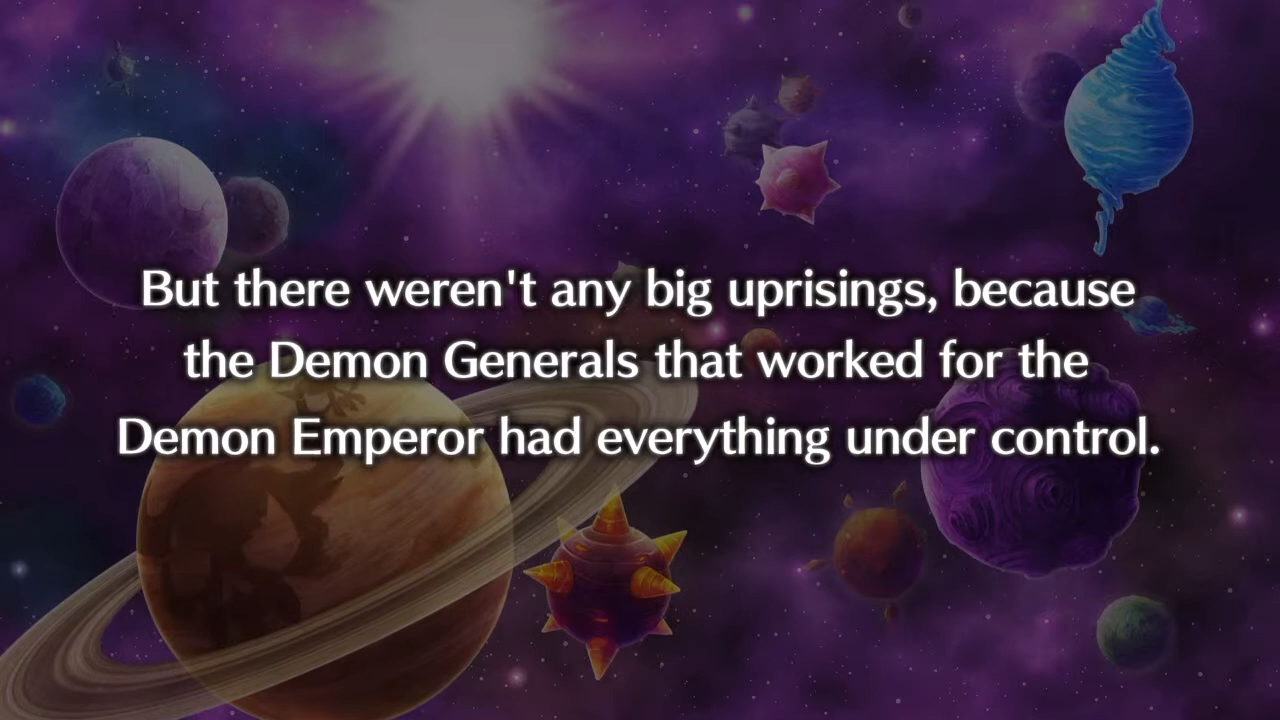 But there weren't any big uprisings, because
the Demon Generals that worked for the
Demon Emperor had everything under control.